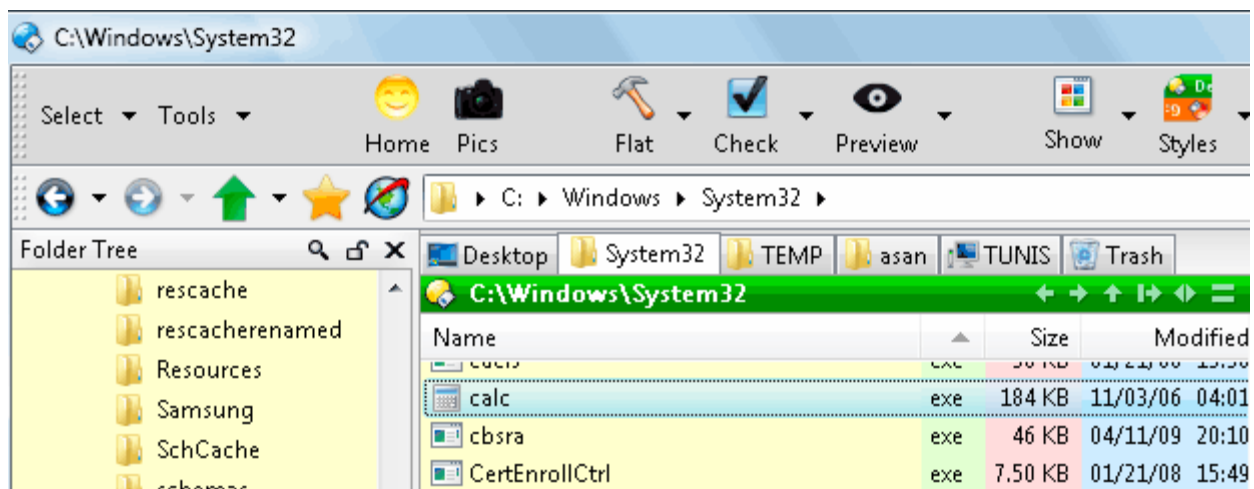 C:\Windows\System32
Select Tools
Home Pics Flat Check Preview Show Styles
C: Windows System32
Folder Tree
Desktop System32 TEMP asan TUNIS Trash
rescache
rescacherenamed
Resources
Samsung
SchCache
C:\Windows\System32
Name Size Modified
calc exe 184 KB 11/03/06 04:01
cbsra exe 46 KB 04/11/09 20:10
CertEnrollCtrl exe 7.50 KB 01/21/08 15:49